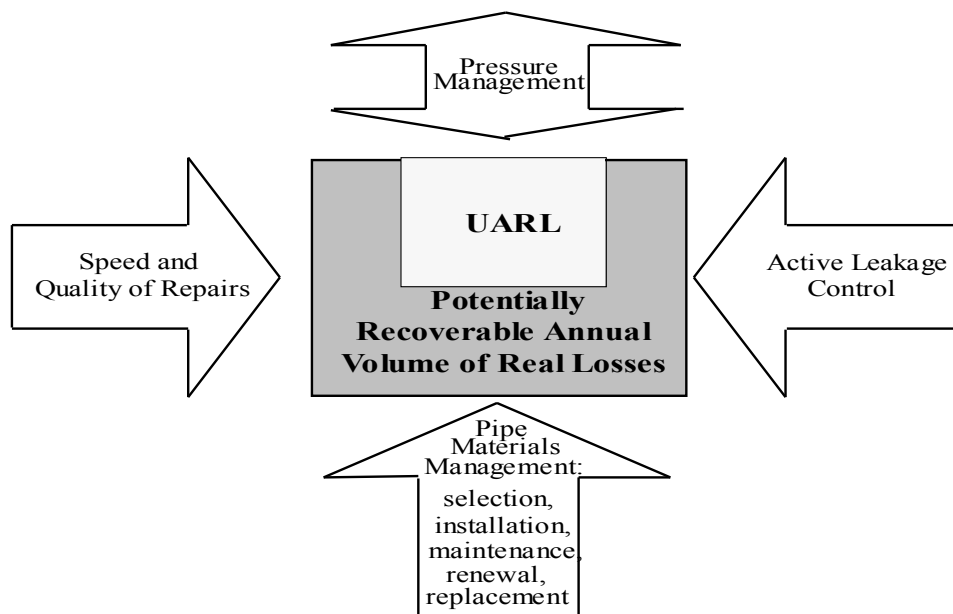 Pressure
Management
UARL
Speed and
Quality of Repairs
Active Leakage
Control
Potentially
Recoverable Annual
Volume of Real Losses
Pipe
Materials
Management:
selection,
installation,
maintenance,
renewal,
replacement